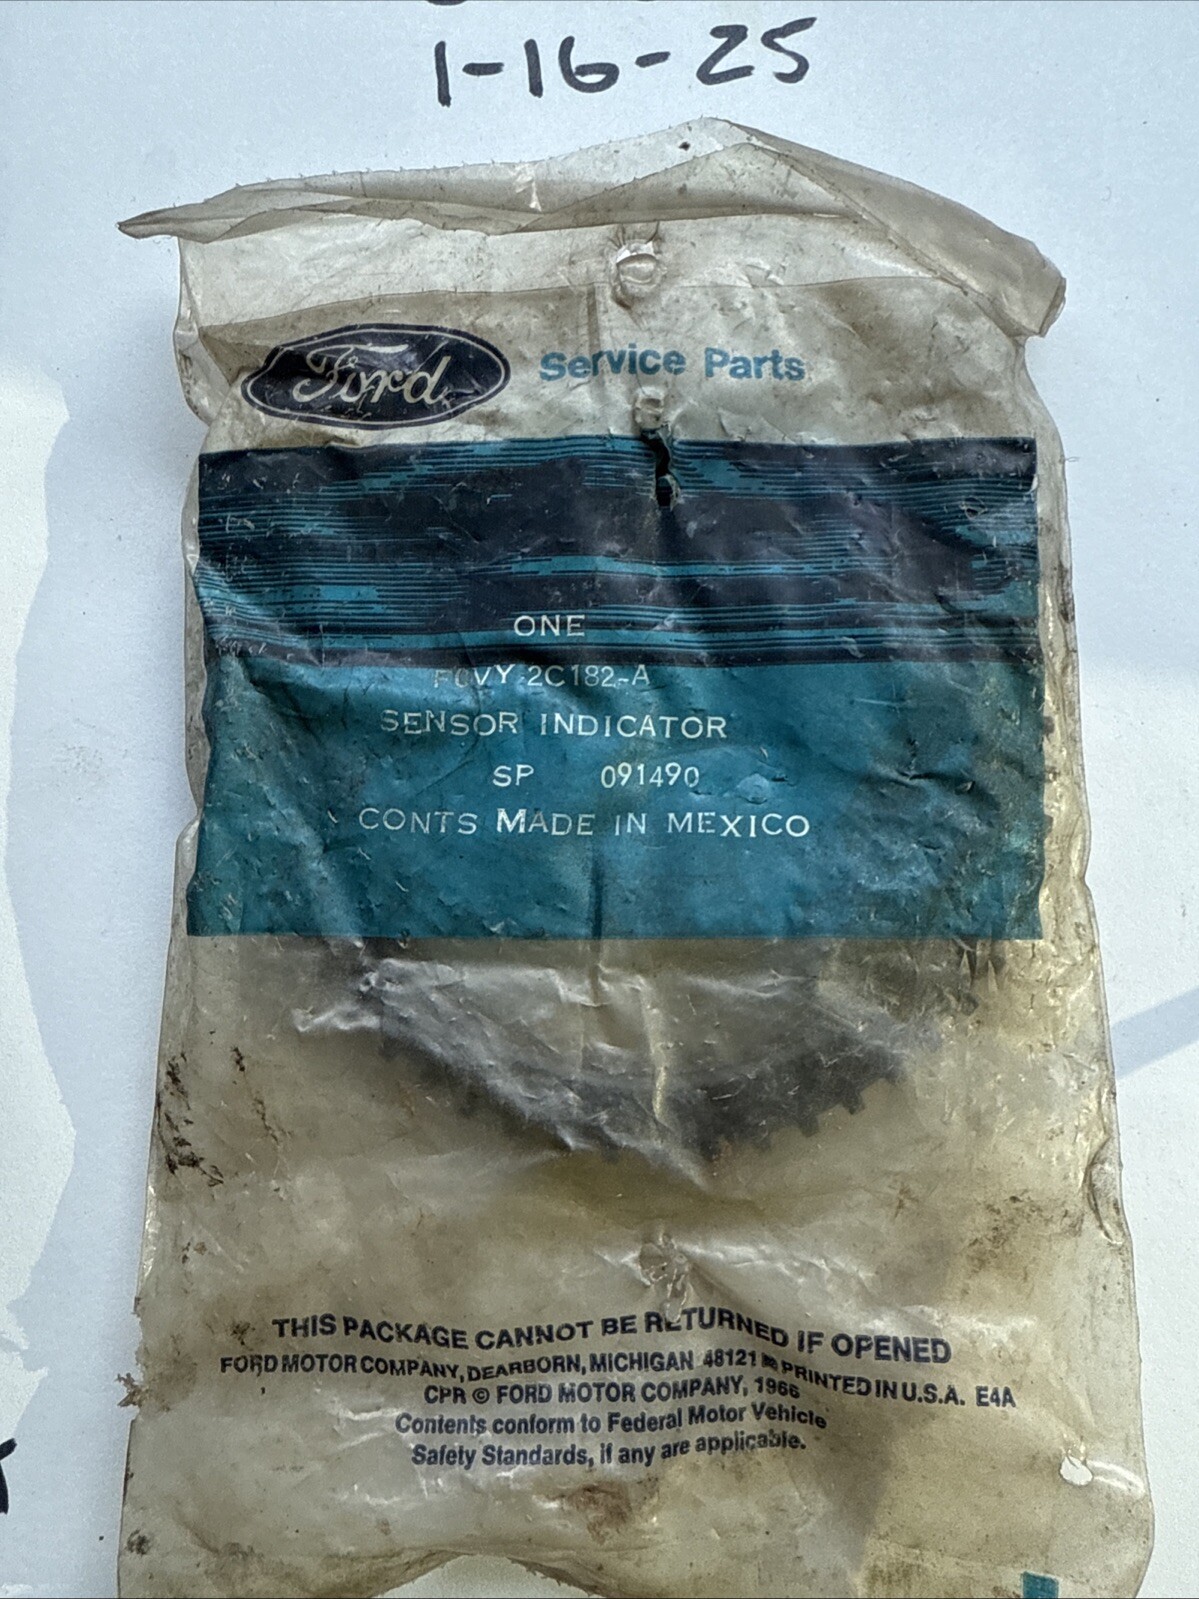 1-16-25
Ford Service Parts
ONE
F0VY-2C182-A
SENSOR INDICATOR
SP 091490
CONTS MADE IN MEXICO
THIS PACKAGE CANNOT BE RETURNED IF OPENED
FORD MOTOR COMPANY, DEARBORN, MICHIGAN 48121 PRINTED IN U.S.A. E4A
CPR © FORD MOTOR COMPANY, 1966
Contents conform to Federal Motor Vehicle
Safety Standards, if any are applicable.